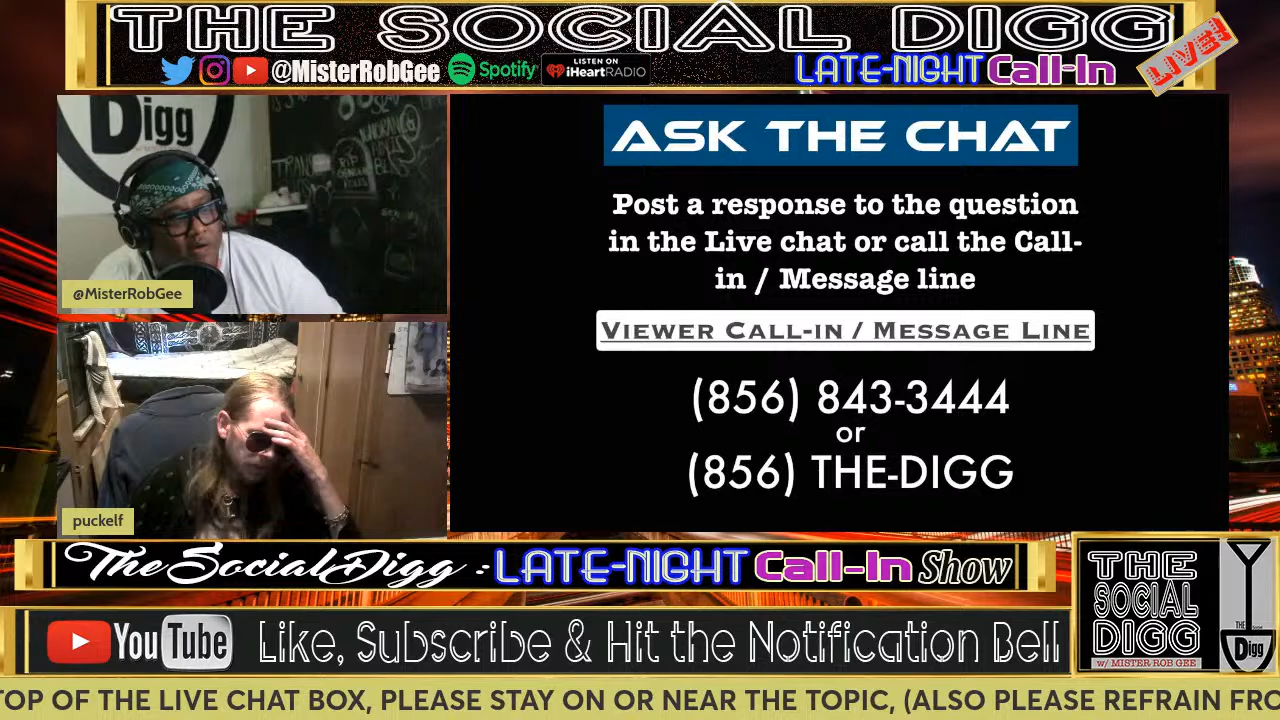 THE SOCIAL DIGG
@MisterRobGee Spotify LISTEN ON iHeartRADIO LATE-NIGHT Call-In LIVE!
Digg
TRANS
RIP
@MisterRobGee
ASK THE CHAT
Post a response to the question
in the Live chat or call the Call-
in / Message line
VIEWER CALL-IN / MESSAGE LINE
(856) 843-3444
or
(856) THE-DIGG
puckelf
TheSocialDigg : LATE-NIGHT Call-In Show
YouTube Like, Subscribe & Hit the Notification Bell
THE
SOCIAL
DIGG
w/ MISTER ROB GEE
THE
Digg
TOP OF THE LIVE CHAT BOX, PLEASE STAY ON OR NEAR THE TOPIC, (ALSO PLEASE REFRAIN FRO